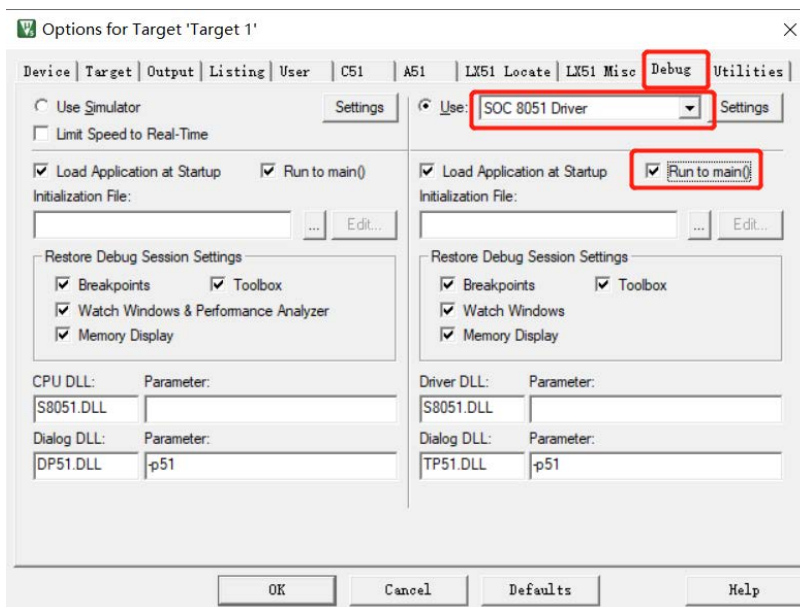 Options for Target 'Target 1'
Device Target Output Listing User C51 A51 LX51 Locate LX51 Misc Debug Utilities
Use Simulator Settings Use: SOC 8051 Driver Settings
Limit Speed to Real-Time
Load Application at Startup Run to main() Load Application at Startup Run to main()
Initialization File: Initialization File:
... Edit... ... Edit...
Restore Debug Session Settings Restore Debug Session Settings
Breakpoints Toolbox Breakpoints Toolbox
Watch Windows & Performance Analyzer Watch Windows
Memory Display Memory Display
CPU DLL: Parameter: Driver DLL: Parameter:
S8051.DLL S8051.DLL
Dialog DLL: Parameter: Dialog DLL: Parameter:
DP51.DLL -p51 TP51.DLL -p51
OK Cancel Defaults Help